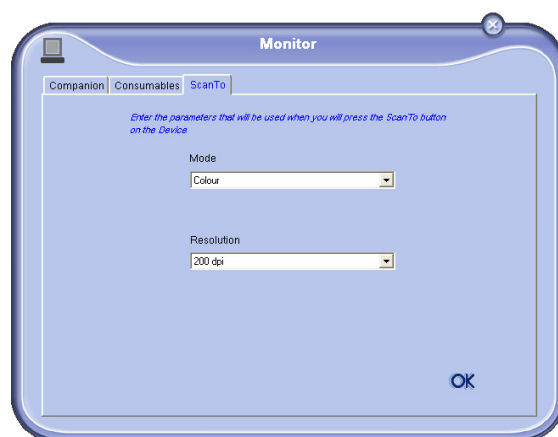 Monitor
Companion Consumables ScanTo
Enter the parameters that will be used when you will press the ScanTo button
on the Device
Mode
Colour
Resolution
200 dpi
OK